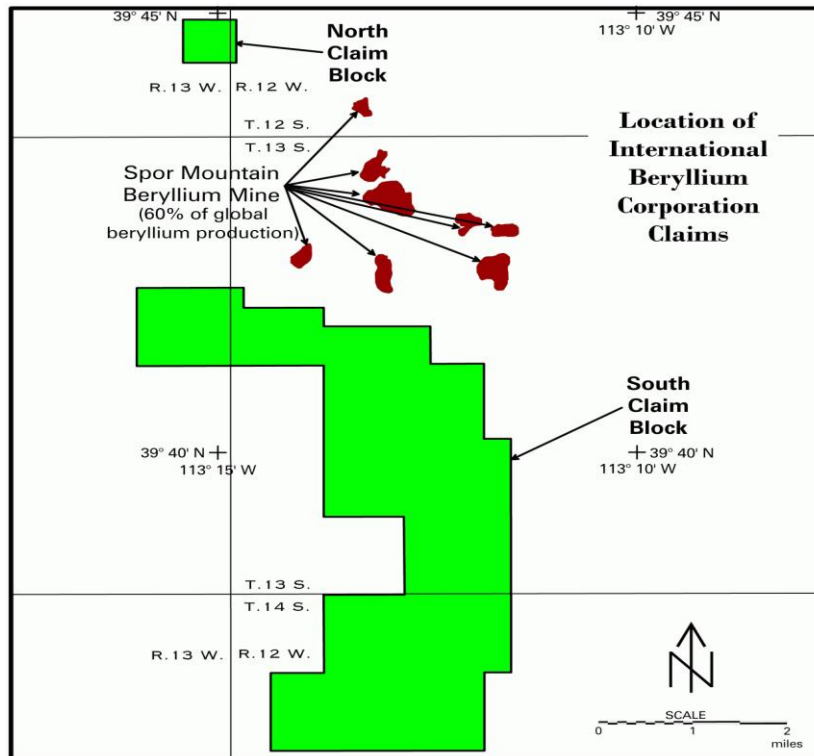 39° 45' N
39° 45' N
113° 10' W
North
Claim
Block
R.13 W.
R.12 W.
T.12 S.
T.13 S.
Location of
International
Beryllium
Corporation
Claims
Spor Mountain
Beryllium Mine
(60% of global
beryllium production)
South
Claim
Block
39° 40' N
113° 15' W
39° 40' N
113° 10' W
T.13 S.
T.14 S.
R.13 W.
R.12 W.
N
SCALE
0 1 2
miles